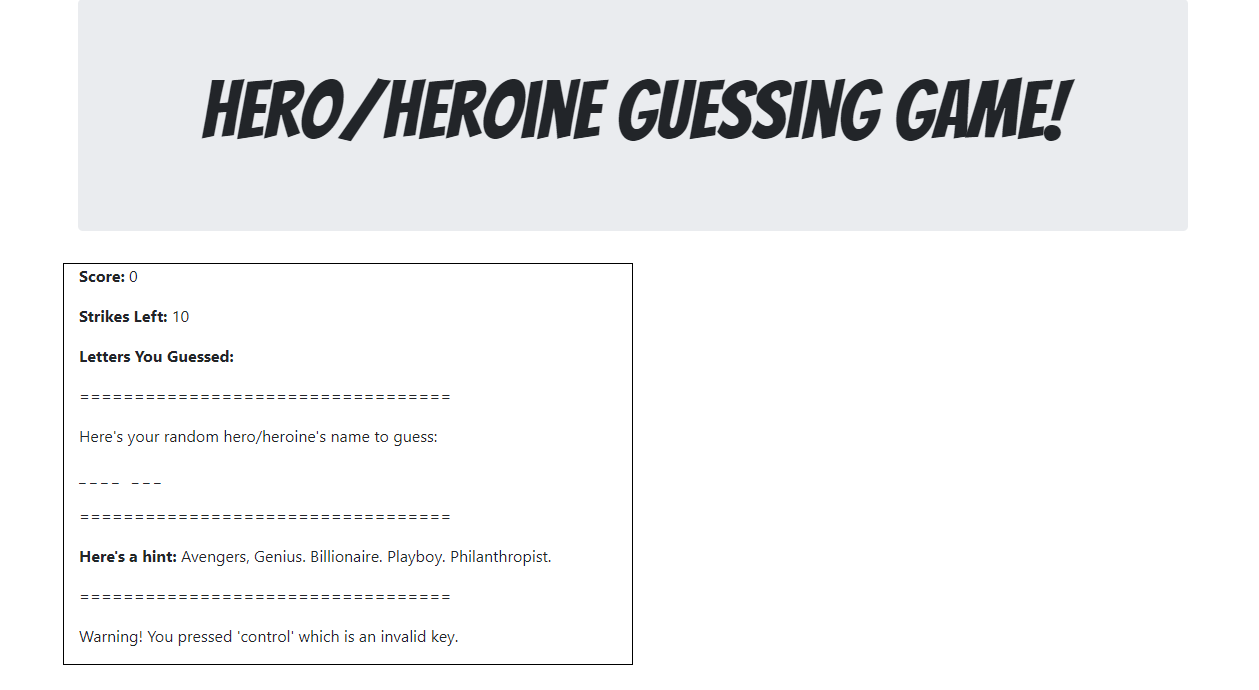 HERO/HEROINE GUESSING GAME!
Score: 0
Strikes Left: 10
Letters You Guessed:
==================================
Here's your random hero/heroine's name to guess:
_ _ _ _   _ _ _
==================================
Here's a hint: Avengers, Genius. Billionaire. Playboy. Philanthropist.
==================================
Warning! You pressed 'control' which is an invalid key.